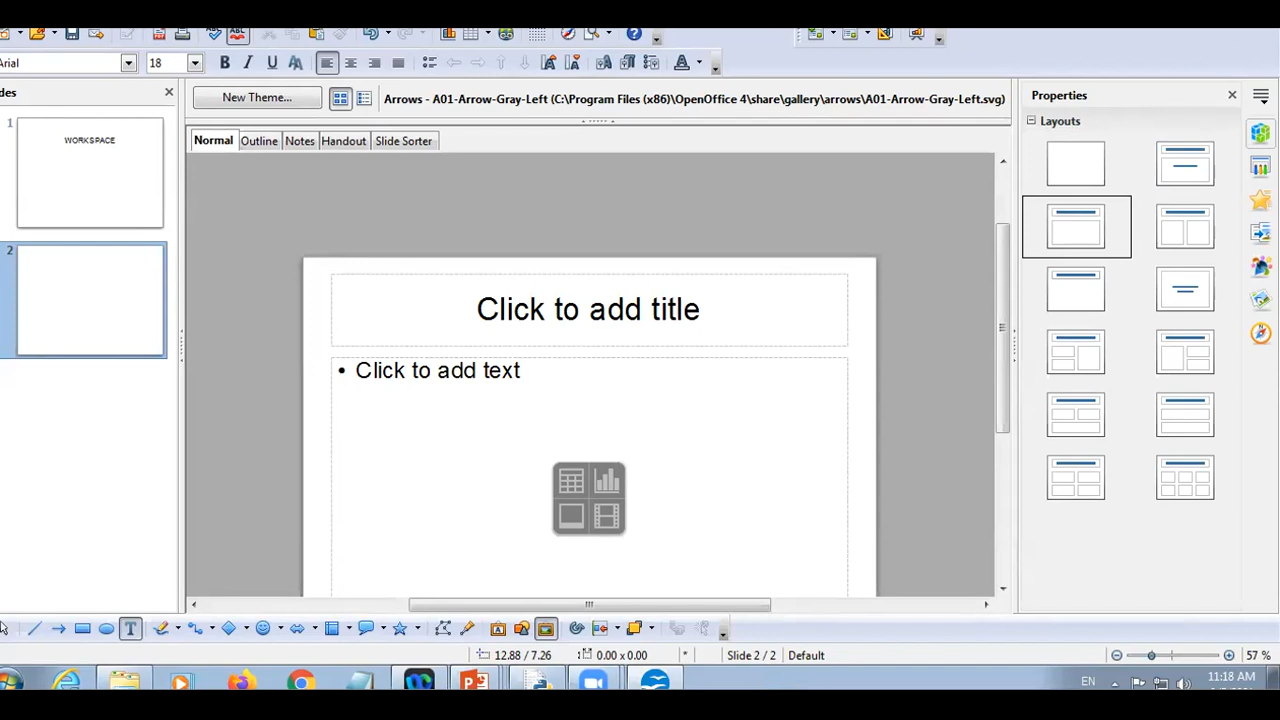 Arial
18
des
New Theme...
Arrows - A01-Arrow-Gray-Left (C:\Program Files (x86)\OpenOffice 4\share\gallery\arrows\A01-Arrow-Gray-Left.svg)
Properties
Layouts
Normal
Outline
Notes
Handout
Slide Sorter
1
WORKSPACE
2
Click to add title
• Click to add text
12.88 / 7.26
0.00 x 0.00
*
Slide 2 / 2
Default
57 %
EN
11:18 AM